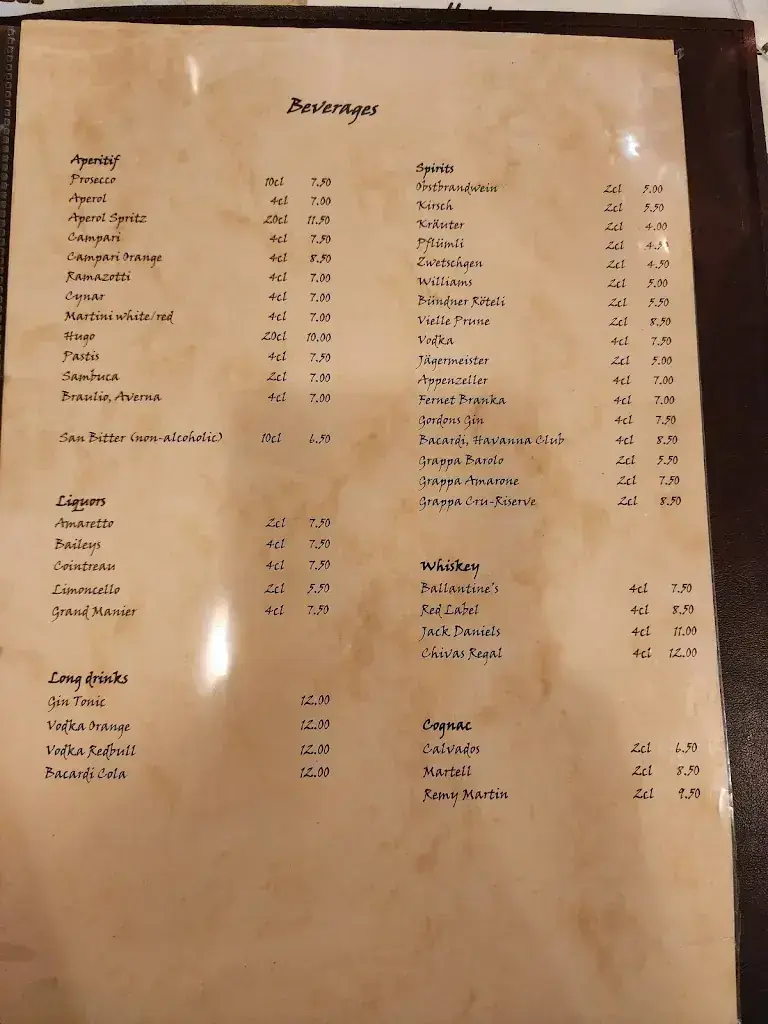 Beverages
Aperitif
Prosecco 10cl 7.50
Aperol 4cl 7.00
Aperol Spritz 20cl 11.50
Campari 4cl 7.50
Campari Orange 4cl 8.50
Ramazotti 4cl 7.00
Cynar 4cl 7.00
Martini white/red 4cl 7.00
Hugo 20cl 10.00
Pastis 4cl 7.50
Sambuca 2cl 7.00
Braulio, Averna 4cl 7.00
San Bitter (non-alcoholic) 10cl 6.50
Liquors
Amaretto 2cl 7.50
Baileys 4cl 7.50
Cointreau 4cl 7.50
Limoncello 2cl 5.50
Grand Manier 4cl 7.50
Long drinks
Gin Tonic 12.00
Vodka Orange 12.00
Vodka Redbull 12.00
Bacardi Cola 12.00
Spirits
Obstbrandwein 2cl 5.00
Kirsch 2cl 5.50
Kräuter 2cl 4.00
Pflümli 2cl
Zwetschgen 2cl 4.50
Williams 2cl 5.00
Bündner Röteli 2cl 5.50
Vielle Prune 2cl 8.50
Vodka 4cl 7.50
Jägermeister 2cl 5.00
Appenzeller 4cl 7.00
Fernet Branka 4cl 7.00
Gordons Gin 4cl 7.50
Bacardi, Havanna Club 4cl 8.50
Grappa Barolo 2cl 5.50
Grappa Amarone 2cl 7.50
Grappa Cru-Riserve 2cl 8.50
Whiskey
Ballantine's 4cl 7.50
Red Label 4cl 8.50
Jack Daniels 4cl 11.00
Chivas Regal 4cl 12.00
Cognac
Calvados 2cl 6.50
Martell 2cl 8.50
Remy Martin 2cl 9.50